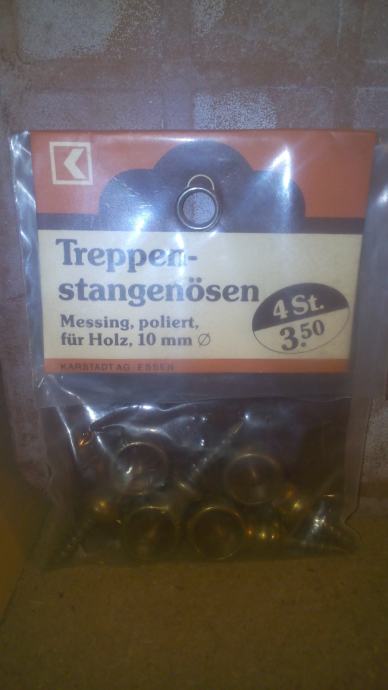 K
Treppen-
stangenösen
Messing, poliert,
für Holz, 10 mm Ø
4 St.
3.50
KARSTADT AG · ESSEN